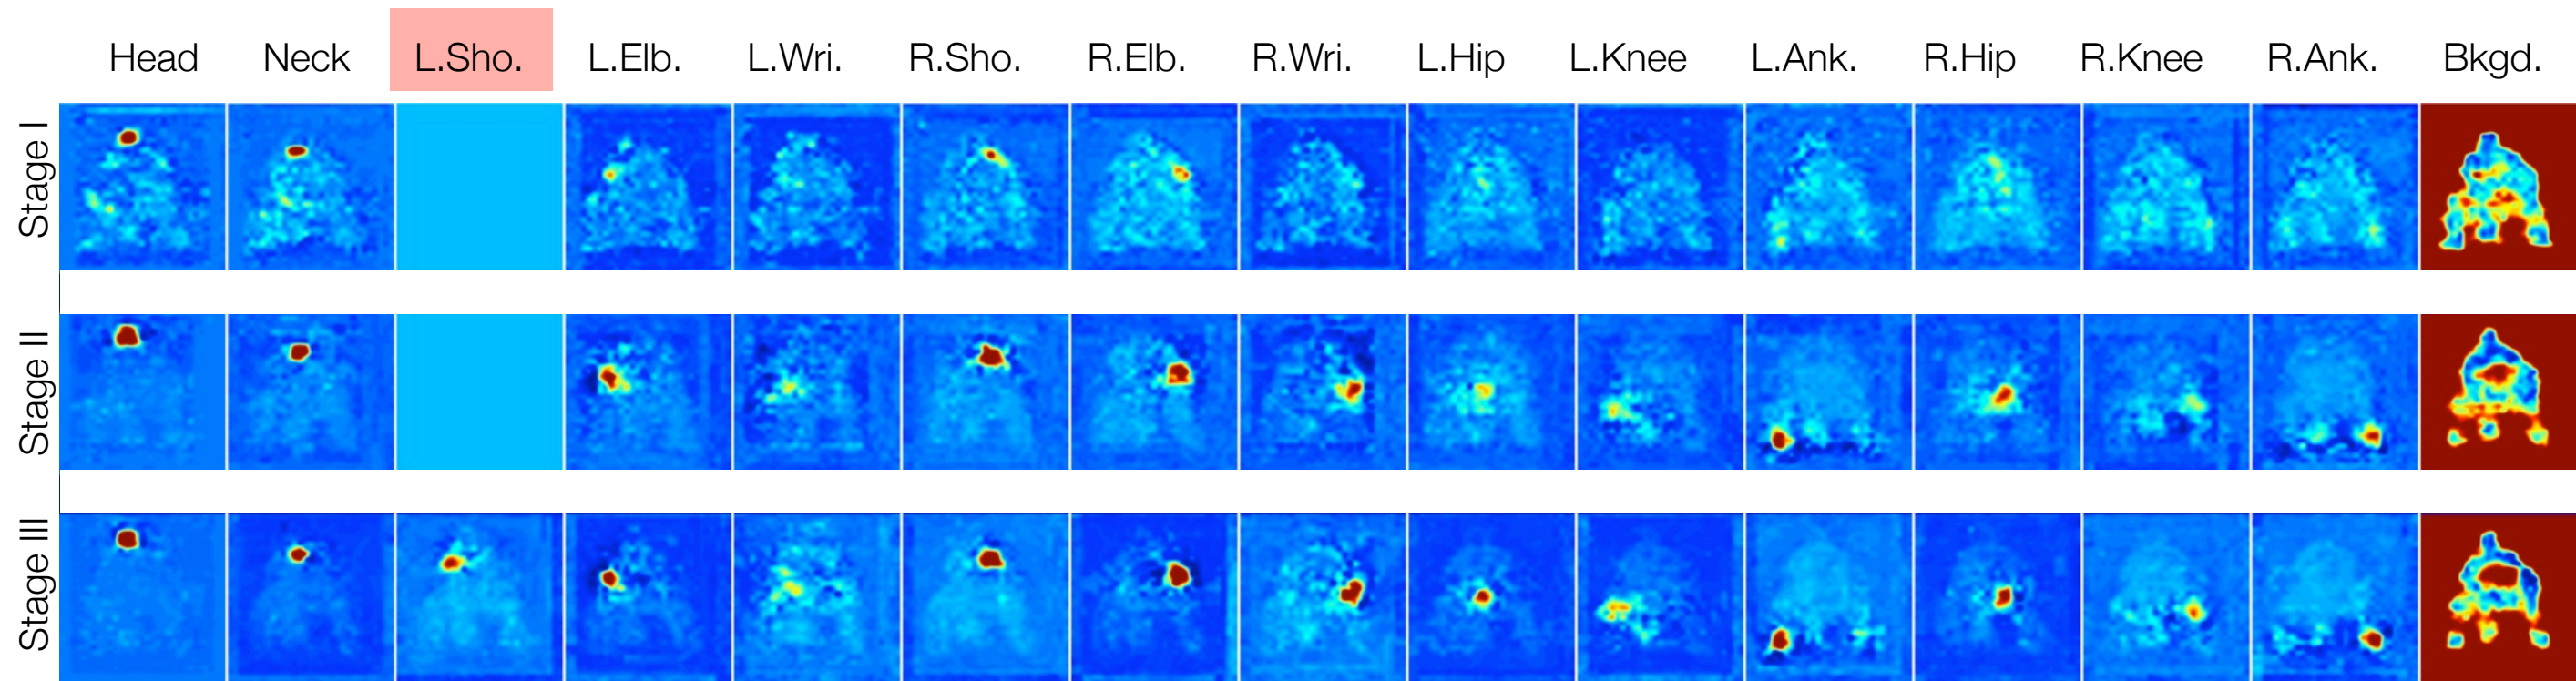 Head Neck L.Sho. L.Elb. L.Wri. R.Sho. R.Elb. R.Wri. L.Hip L.Knee L.Ank. R.Hip R.Knee R.Ank. Bkgd.
Stage I
Stage II
Stage III